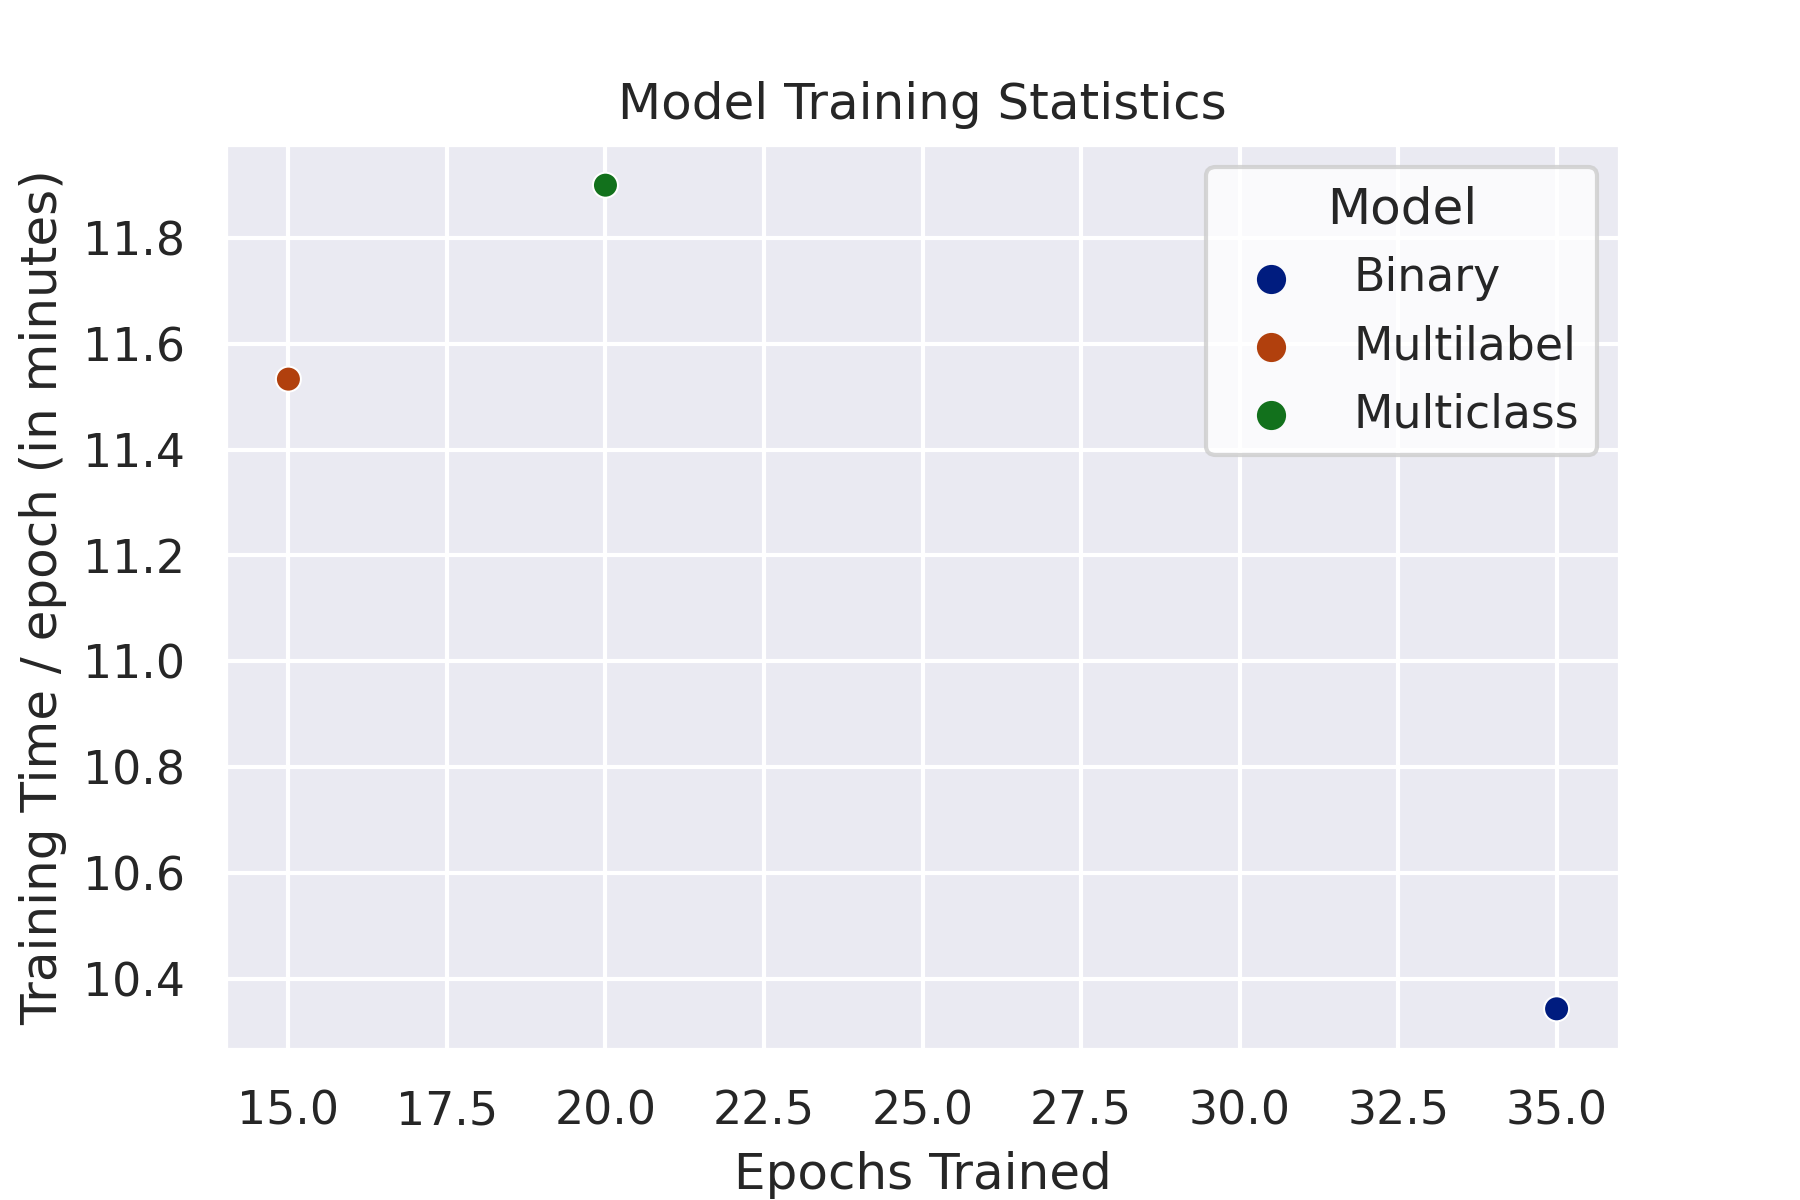 Model Training Statistics
Training Time / epoch (in minutes)
11.8
11.6
11.4
11.2
11.0
10.8
10.6
10.4
Model
Binary
Multilabel
Multiclass
15.0 17.5 20.0 22.5 25.0 27.5 30.0 32.5 35.0
Epochs Trained